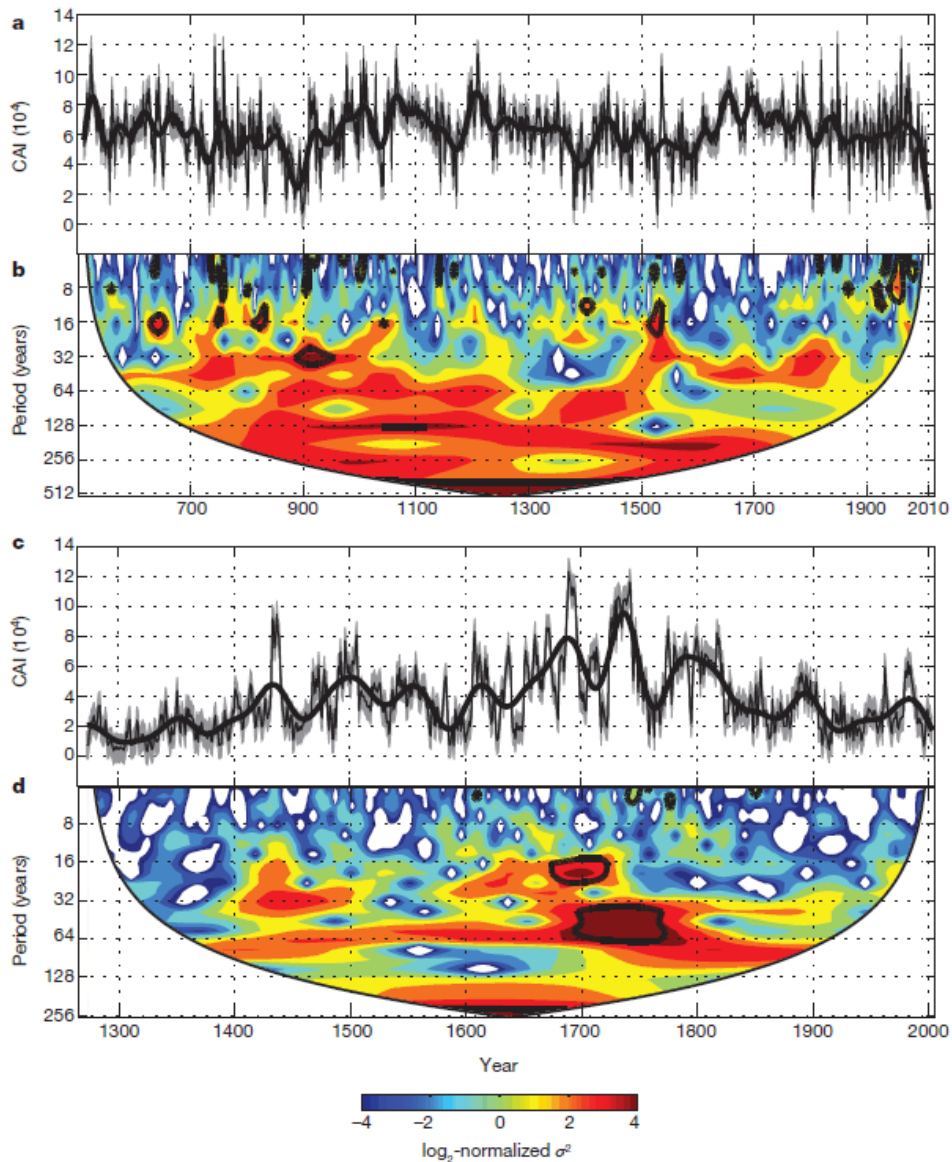 a
14
12
10
8
6
4
2
0
CAI (10⁴)
b
8
16
32
64
128
256
512
Period (years)
700 900 1100 1300 1500 1700 1900 2010
c
14
12
10
8
6
4
2
0
CAI (10⁴)
d
8
16
32
64
128
256
Period (years)
1300 1400 1500 1600 1700 1800 1900 2000
Year
−4 −2 0 2 4
log₂-normalized σ²